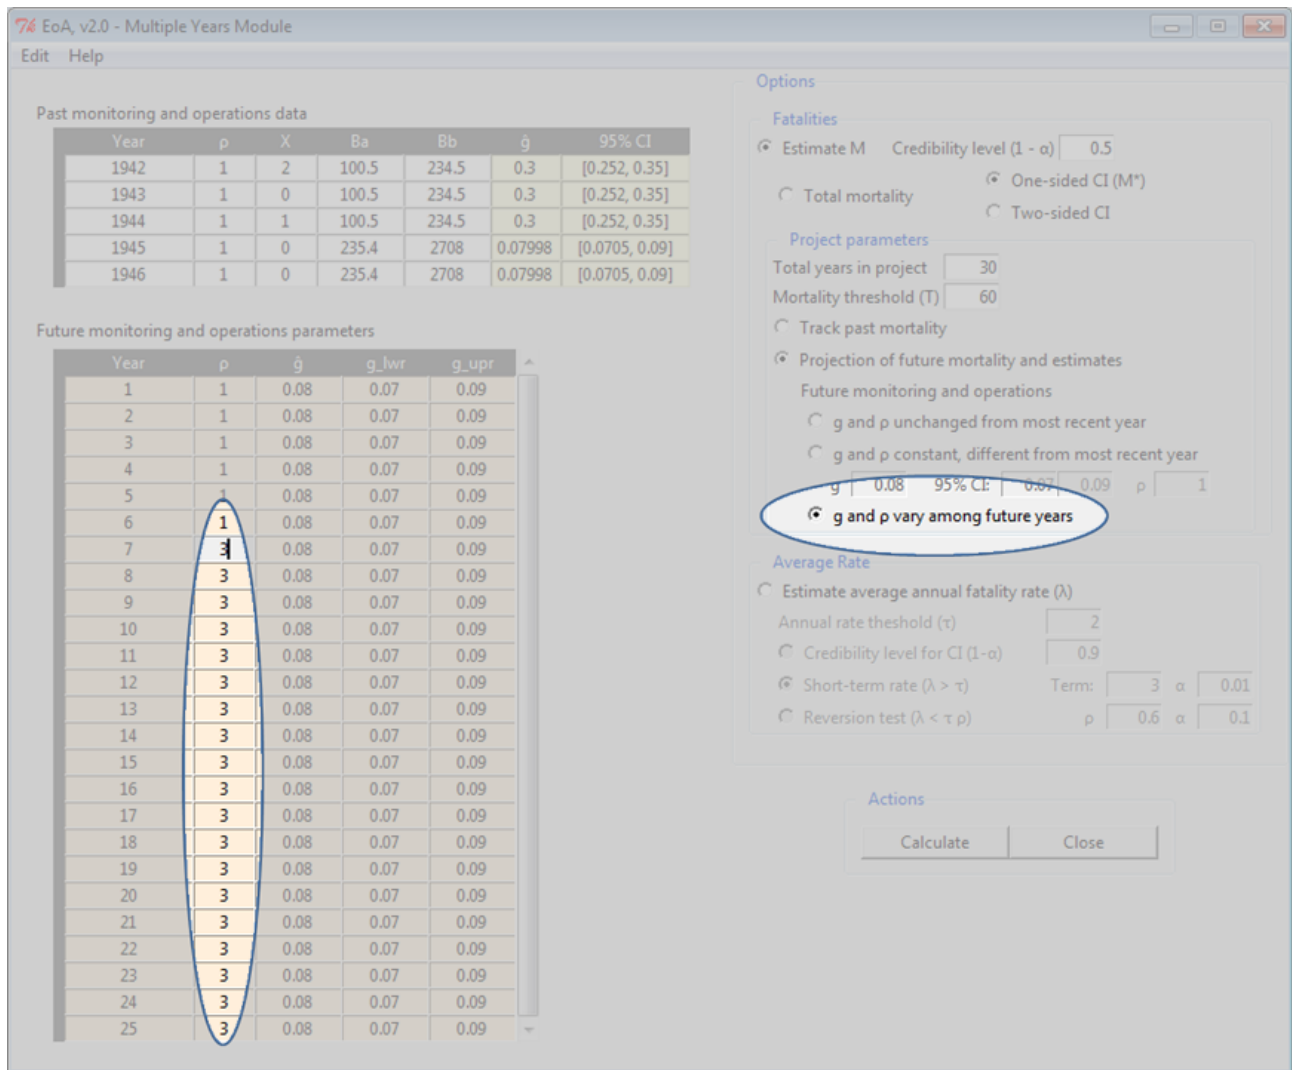 EoA, v2.0 - Multiple Years Module
Edit Help
Past monitoring and operations data
Year ρ X Ba Bb ĝ 95% CI
1942 1 2 100.5 234.5 0.3 [0.252, 0.35]
1943 1 0 100.5 234.5 0.3 [0.252, 0.35]
1944 1 1 100.5 234.5 0.3 [0.252, 0.35]
1945 1 0 235.4 2708 0.07998 [0.0705, 0.09]
1946 1 0 235.4 2708 0.07998 [0.0705, 0.09]
Future monitoring and operations parameters
Year ρ ĝ g_lwr g_upr
1 1 0.08 0.07 0.09
2 1 0.08 0.07 0.09
3 1 0.08 0.07 0.09
4 1 0.08 0.07 0.09
5 1 0.08 0.07 0.09
6 1 0.08 0.07 0.09
7 3 0.08 0.07 0.09
8 3 0.08 0.07 0.09
9 3 0.08 0.07 0.09
10 3 0.08 0.07 0.09
11 3 0.08 0.07 0.09
12 3 0.08 0.07 0.09
13 3 0.08 0.07 0.09
14 3 0.08 0.07 0.09
15 3 0.08 0.07 0.09
16 3 0.08 0.07 0.09
17 3 0.08 0.07 0.09
18 3 0.08 0.07 0.09
19 3 0.08 0.07 0.09
20 3 0.08 0.07 0.09
21 3 0.08 0.07 0.09
22 3 0.08 0.07 0.09
23 3 0.08 0.07 0.09
24 3 0.08 0.07 0.09
25 3 0.08 0.07 0.09
Options
Fatalities
Estimate M Credibility level (1 - α) 0.5
Total mortality
One-sided CI (M*)
Two-sided CI
Project parameters
Total years in project 30
Mortality threshold (T) 60
Track past mortality
Projection of future mortality and estimates
Future monitoring and operations
g and ρ unchanged from most recent year
g and ρ constant, different from most recent year
g 0.08 95% CI: 0.07 0.09 ρ 1
g and ρ vary among future years
Average Rate
Estimate average annual fatality rate (λ)
Annual rate theshold (τ) 2
Credibility level for CI (1-α) 0.9
Short-term rate (λ > τ) Term: 3 α 0.01
Reversion test (λ < τ ρ) ρ 0.6 α 0.1
Actions
Calculate Close